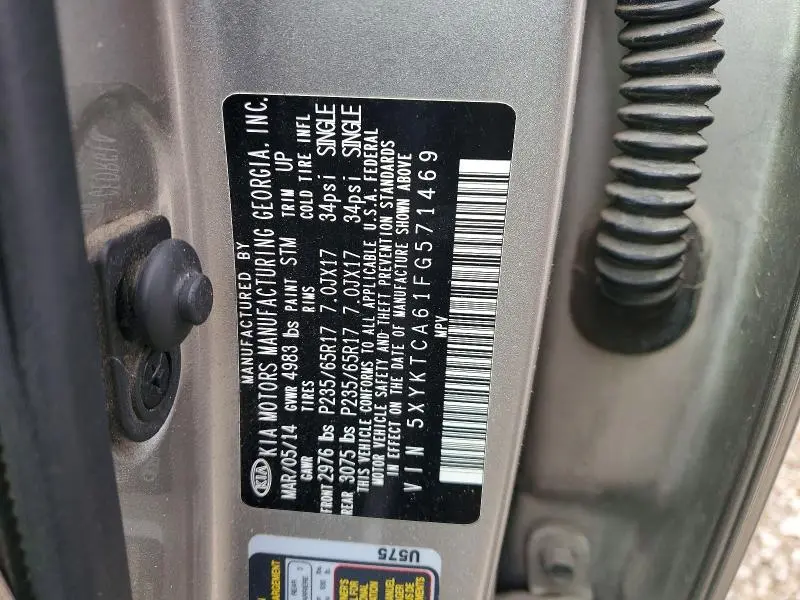 MANUFACTURED BY
KIA KIA MOTORS MANUFACTURING GEORGIA. INC.
MAR/05/14 GVWR 4983 lbs PAINT STM TRIM UP
GAWR TIRES RIMS COLD TIRE INFL
FRONT 2976 lbs P235/65R17 7.0JX17 34psi SINGLE
REAR 3075 lbs P235/65R17 7.0JX17 34psi SINGLE
THIS VEHICLE CONFORMS TO ALL APPLICABLE U.S.A. FEDERAL
MOTOR VEHICLE SAFETY AND THEFT PREVENTION STANDARDS
IN EFFECT ON THE DATE OF MANUFACTURE SHOWN ABOVE
VIN 5XYKTCA61FG571469
MPV
U575
REAR